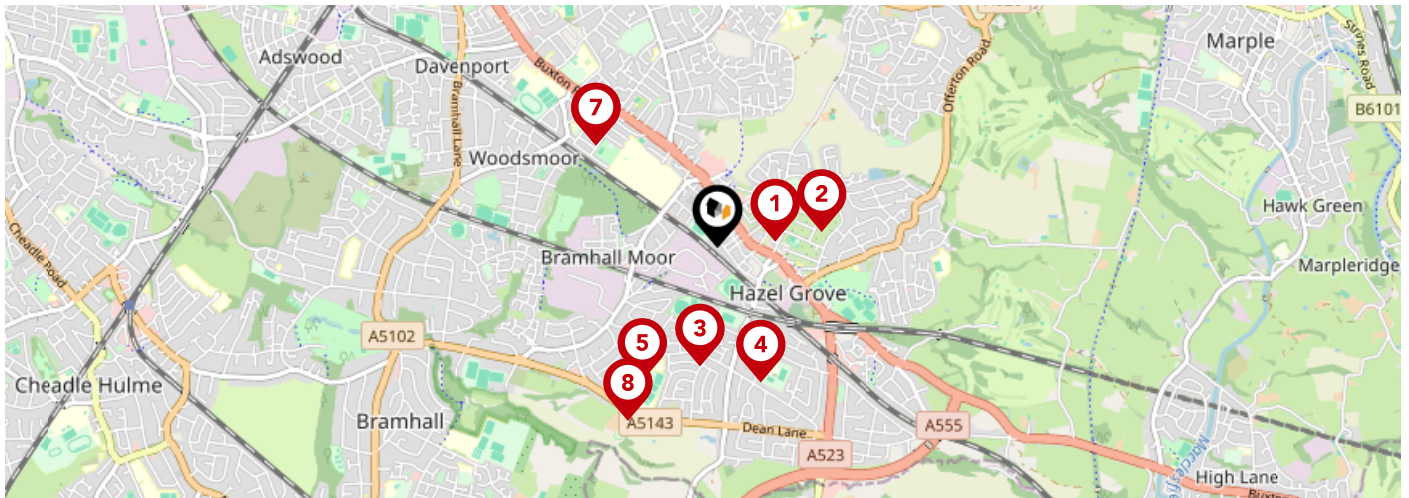 Adswood
Davenport
Marple
Strines Road
Buxton
Offerton Road
B6101
Bramhall Lane
7
Woodsmoor
1
2
Hawk Green
Cheadle Road
Bramhall Moor
Marpleridge
Hazel Grove
A5102
5
3
4
Cheadle Hulme
8
Bramhall
A5143
Dean Lane
A555
A523
High Lane